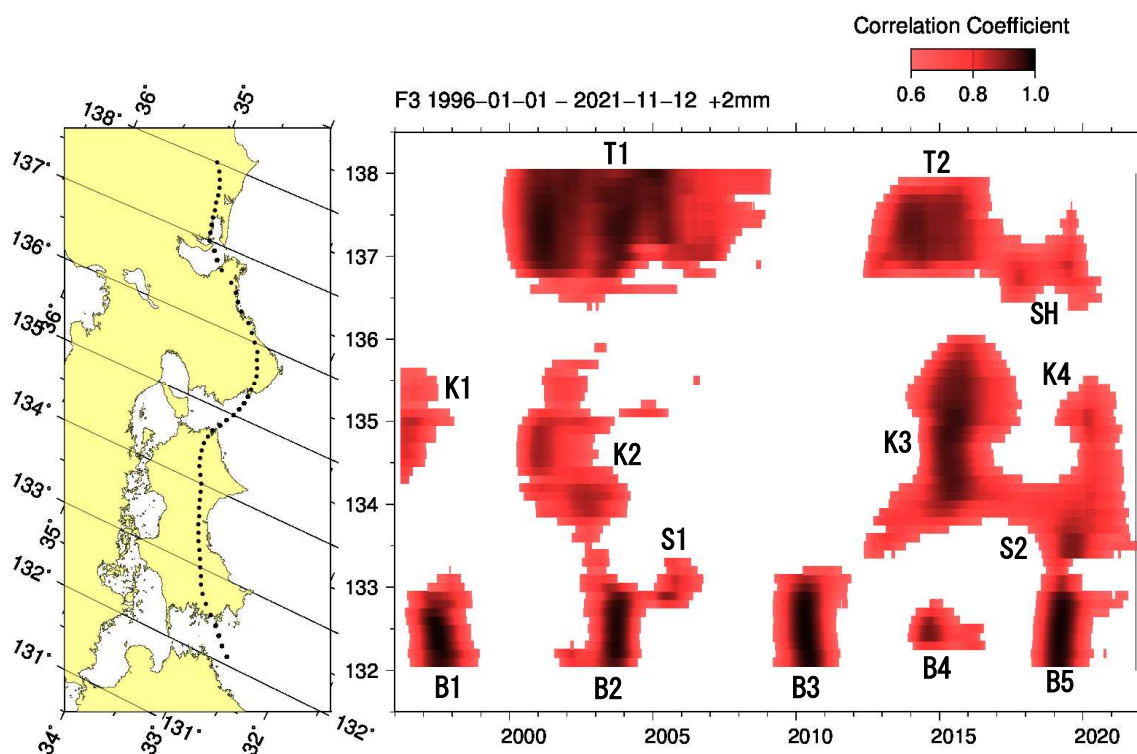 Correlation Coefficient
0.6 0.8 1.0
F3 1996-01-01 - 2021-11-12 +2mm
138° 36° 35°
137°
136°
36°
135°
134°
133°
35°
132°
131°
34° 33° 131° 32° 132°
138
137
136
135
134
133
132
T1
T2
SH
K1
K4
K2
K3
S1
S2
B1
B2
B3
B4
B5
2000 2005 2010 2015 2020